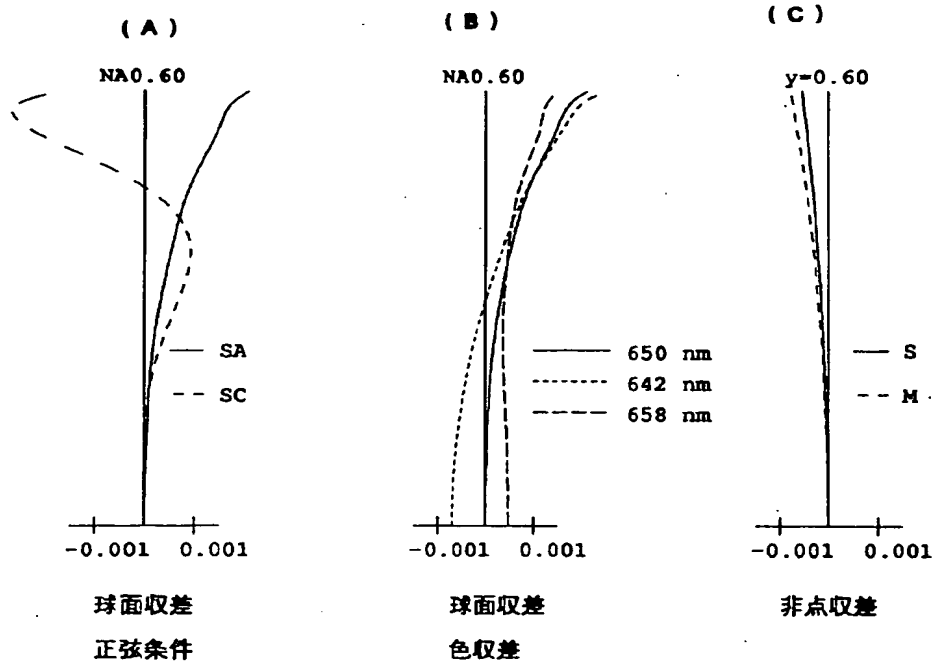 ( A )
NA0.60
SA
SC
-0.001 0.001
球面収差
正弦条件
( B )
NA0.60
650 nm
642 nm
658 nm
-0.001 0.001
球面収差
色収差
( C )
y=0.60
S
M
-0.001 0.001
非点収差